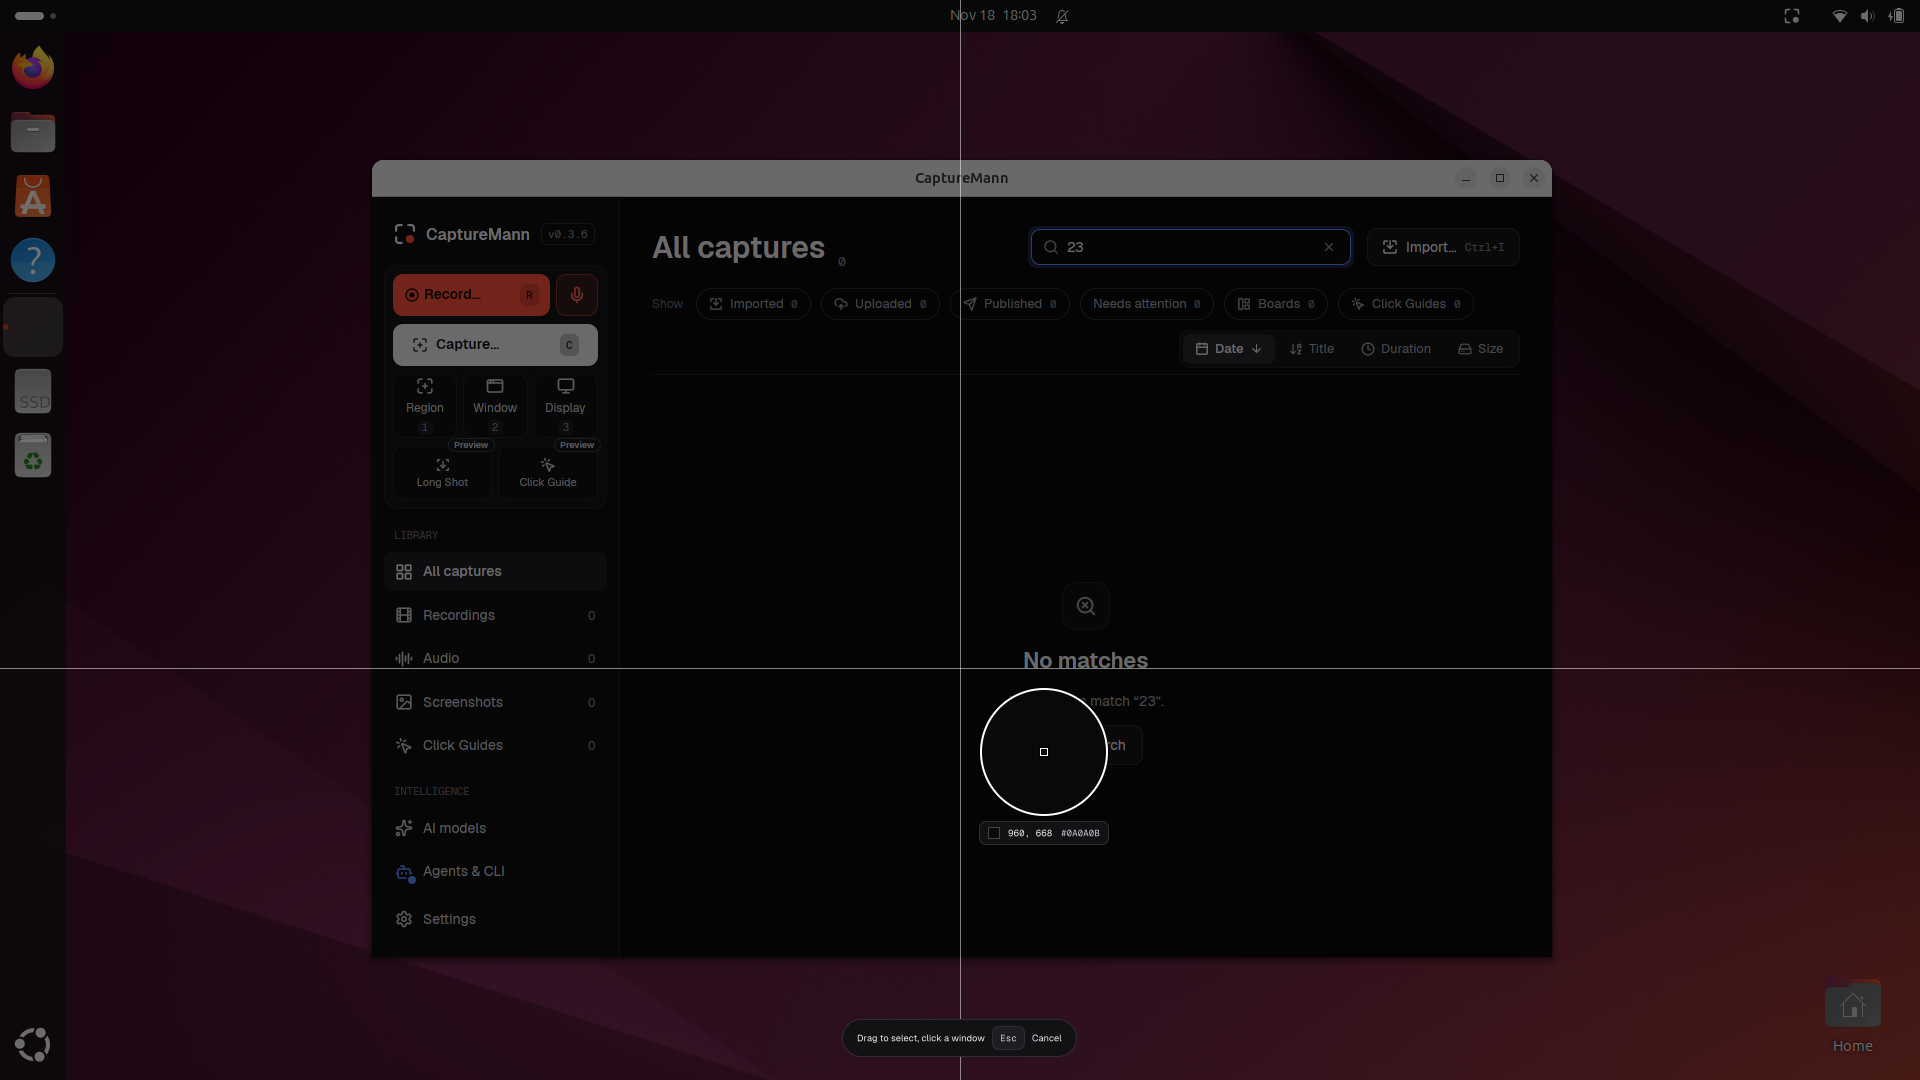 Nov 18 18:03
CaptureMann
CaptureMann v0.3.6
Record... R
Capture... C
Region
1
Window
2
Display
3
Preview
Long Shot
Preview
Click Guide
LIBRARY
All captures
Recordings 0
Audio 0
Screenshots 0
Click Guides 0
INTELLIGENCE
AI models
Agents & CLI
Settings
All captures 0
23
Import... Ctrl+I
Show Imported 0 Uploaded 0 Published 0 Needs attention 0 Boards 0 Click Guides 0
Date Title Duration Size
No matches
match “23”.
960, 668 #0A0A0B
Drag to select, click a window Esc Cancel
SSD
Home